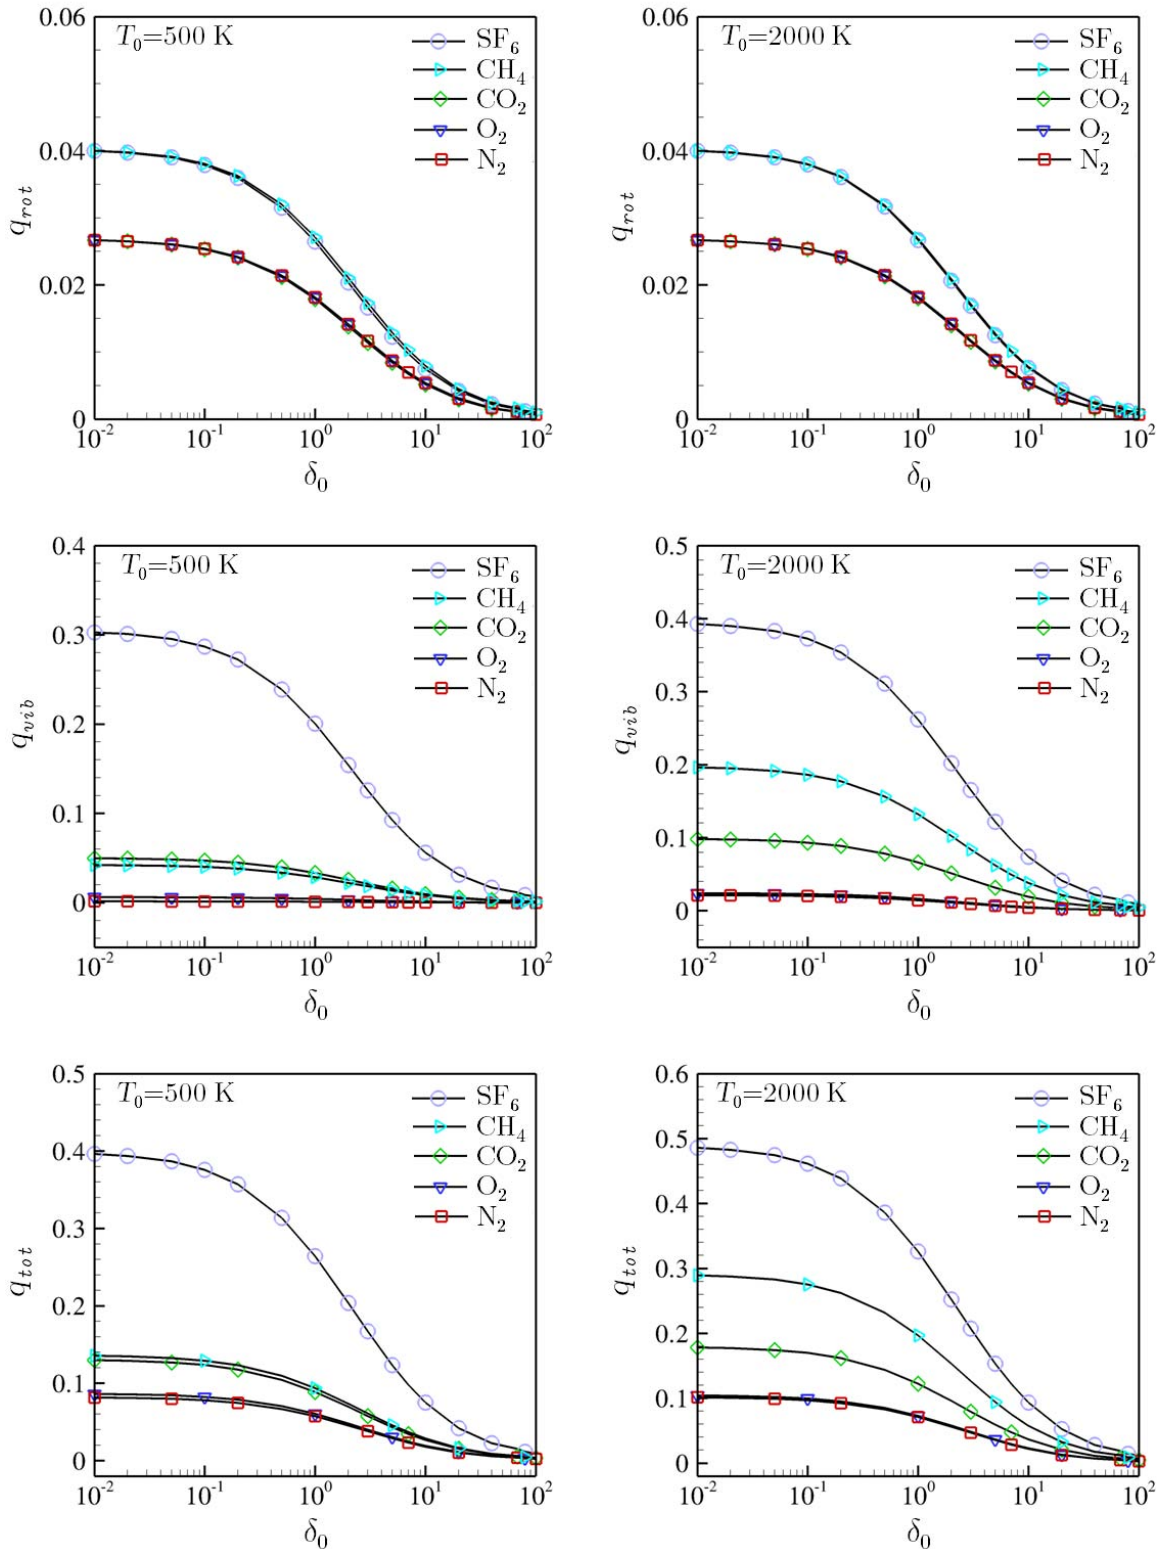 0.06
T₀=500 K
SF₆
CH₄
CO₂
O₂
N₂
0.04
q_rot
0.02
0
10⁻² 10⁻¹ 10⁰ 10¹ 10²
δ₀
0.06
T₀=2000 K
SF₆
CH₄
CO₂
O₂
N₂
0.04
q_rot
0.02
0
10⁻² 10⁻¹ 10⁰ 10¹ 10²
δ₀
0.4
T₀=500 K
SF₆
CH₄
CO₂
O₂
N₂
0.3
q_vib
0.2
0.1
0
10⁻² 10⁻¹ 10⁰ 10¹ 10²
δ₀
0.5
T₀=2000 K
SF₆
CH₄
CO₂
O₂
N₂
0.4
0.3
q_vib
0.2
0.1
0
10⁻² 10⁻¹ 10⁰ 10¹ 10²
δ₀
0.5
T₀=500 K
SF₆
CH₄
CO₂
O₂
N₂
0.4
0.3
q_tot
0.2
0.1
0
10⁻² 10⁻¹ 10⁰ 10¹ 10²
δ₀
0.6
T₀=2000 K
SF₆
CH₄
CO₂
O₂
N₂
0.5
0.4
0.3
q_tot
0.2
0.1
0
10⁻² 10⁻¹ 10⁰ 10¹ 10²
δ₀